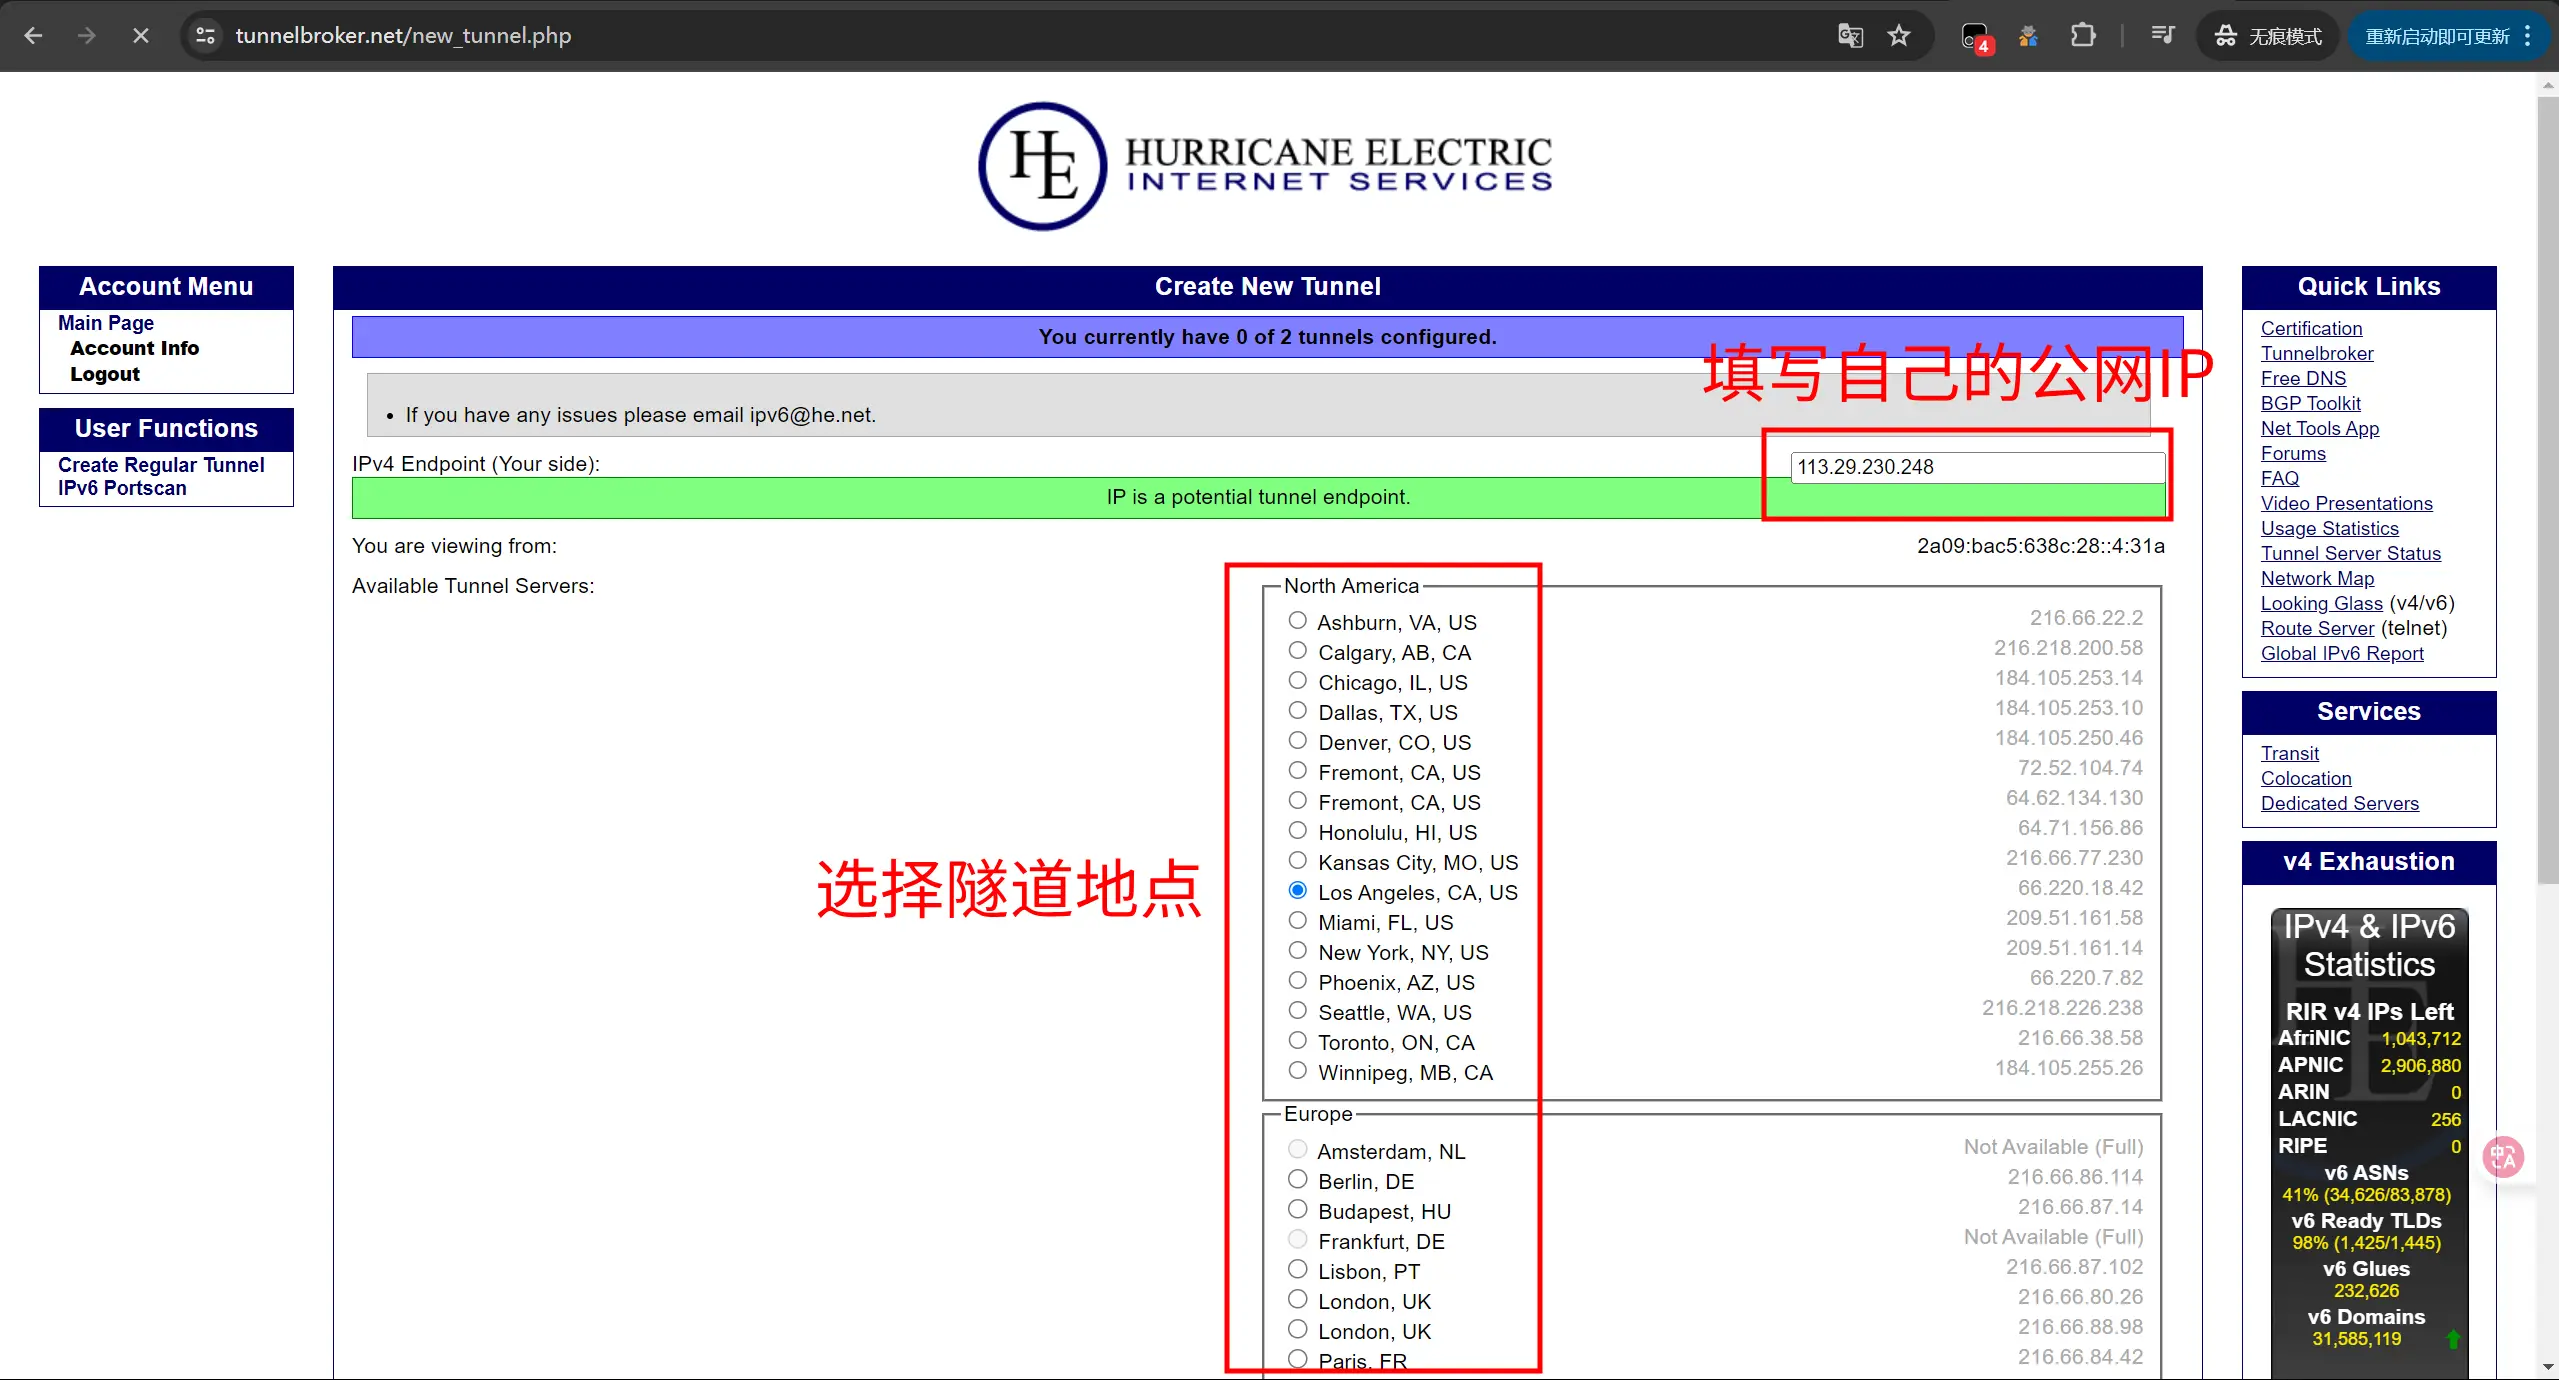 tunnelbroker.net/new_tunnel.php
4
无痕模式
重新启动即可更新
HE
HURRICANE ELECTRIC
INTERNET SERVICES
Account Menu
Main Page
Account Info
Logout
User Functions
Create Regular Tunnel
IPv6 Portscan
Create New Tunnel
You currently have 0 of 2 tunnels configured.
填写自己的公网IP
• If you have any issues please email ipv6@he.net.
IPv4 Endpoint (Your side):
113.29.230.248
IP is a potential tunnel endpoint.
You are viewing from:
2a09:bac5:638c:28::4:31a
Available Tunnel Servers:
选择隧道地点
North America
Ashburn, VA, US 216.66.22.2
Calgary, AB, CA 216.218.200.58
Chicago, IL, US 184.105.253.14
Dallas, TX, US 184.105.253.10
Denver, CO, US 184.105.250.46
Fremont, CA, US 72.52.104.74
Fremont, CA, US 64.62.134.130
Honolulu, HI, US 64.71.156.86
Kansas City, MO, US 216.66.77.230
Los Angeles, CA, US 66.220.18.42
Miami, FL, US 209.51.161.58
New York, NY, US 209.51.161.14
Phoenix, AZ, US 66.220.7.82
Seattle, WA, US 216.218.226.238
Toronto, ON, CA 216.66.38.58
Winnipeg, MB, CA 184.105.255.26
Europe
Amsterdam, NL Not Available (Full)
Berlin, DE 216.66.86.114
Budapest, HU 216.66.87.14
Frankfurt, DE Not Available (Full)
Lisbon, PT 216.66.87.102
London, UK 216.66.80.26
London, UK 216.66.88.98
Paris, FR 216.66.84.42
Quick Links
Certification
Tunnelbroker
Free DNS
BGP Toolkit
Net Tools App
Forums
FAQ
Video Presentations
Usage Statistics
Tunnel Server Status
Network Map
Looking Glass (v4/v6)
Route Server (telnet)
Global IPv6 Report
Services
Transit
Colocation
Dedicated Servers
v4 Exhaustion
IPv4 & IPv6
Statistics
RIR v4 IPs Left
AfriNIC 1,043,712
APNIC 2,906,880
ARIN 0
LACNIC 256
RIPE 0
v6 ASNs
41% (34,626/83,878)
v6 Ready TLDs
98% (1,425/1,445)
v6 Glues
232,626
v6 Domains
31,585,119